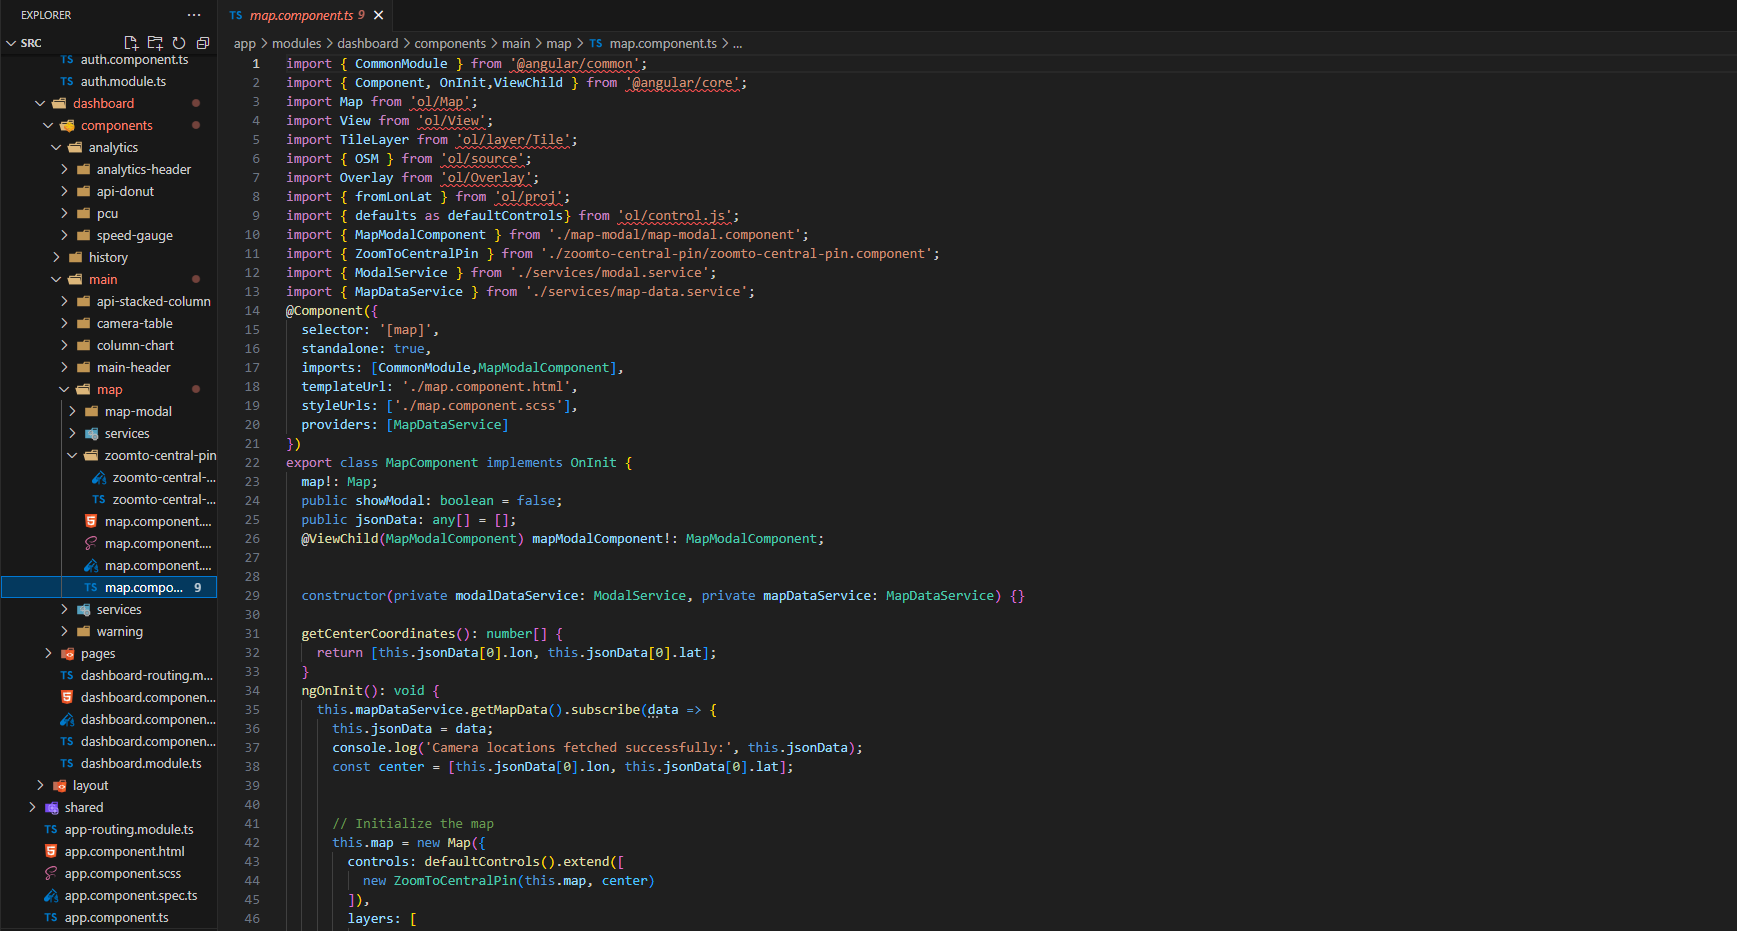 EXPLORER
SRC
auth.component.ts
TS auth.module.ts
dashboard
components
analytics
analytics-header
api-donut
pcu
speed-gauge
history
main
api-stacked-column
camera-table
column-chart
main-header
map
map-modal
services
zoomto-central-pin
zoomto-central-...
TS zoomto-central-...
map.component....
map.component....
map.component....
TS map.compo... 9
services
warning
pages
TS dashboard-routing.m...
dashboard.componen...
dashboard.componen...
TS dashboard.componen...
TS dashboard.module.ts
layout
shared
TS app-routing.module.ts
app.component.html
app.component.scss
app.component.spec.ts
TS app.component.ts
TS map.component.ts 9
app > modules > dashboard > components > main > map > TS map.component.ts > ...
1 import { CommonModule } from '@angular/common';
2 import { Component, OnInit,ViewChild } from '@angular/core';
3 import Map from 'ol/Map';
4 import View from 'ol/View';
5 import TileLayer from 'ol/layer/Tile';
6 import { OSM } from 'ol/source';
7 import Overlay from 'ol/Overlay';
8 import { fromLonLat } from 'ol/proj';
9 import { defaults as defaultControls} from 'ol/control.js';
10 import { MapModalComponent } from './map-modal/map-modal.component';
11 import { ZoomToCentralPin } from './zoomto-central-pin/zoomto-central-pin.component';
12 import { ModalService } from './services/modal.service';
13 import { MapDataService } from './services/map-data.service';
14 @Component({
15 selector: '[map]',
16 standalone: true,
17 imports: [CommonModule,MapModalComponent],
18 templateUrl: './map.component.html',
19 styleUrls: ['./map.component.scss'],
20 providers: [MapDataService]
21 })
22 export class MapComponent implements OnInit {
23 map!: Map;
24 public showModal: boolean = false;
25 public jsonData: any[] = [];
26 @ViewChild(MapModalComponent) mapModalComponent!: MapModalComponent;
27
28
29 constructor(private modalDataService: ModalService, private mapDataService: MapDataService) {}
30
31 getCenterCoordinates(): number[] {
32 return [this.jsonData[0].lon, this.jsonData[0].lat];
33 }
34 ngOnInit(): void {
35 this.mapDataService.getMapData().subscribe(data => {
36 this.jsonData = data;
37 console.log('Camera locations fetched successfully:', this.jsonData);
38 const center = [this.jsonData[0].lon, this.jsonData[0].lat];
39
40
41 // Initialize the map
42 this.map = new Map({
43 controls: defaultControls().extend([
44 new ZoomToCentralPin(this.map, center)
45 ]),
46 layers: [